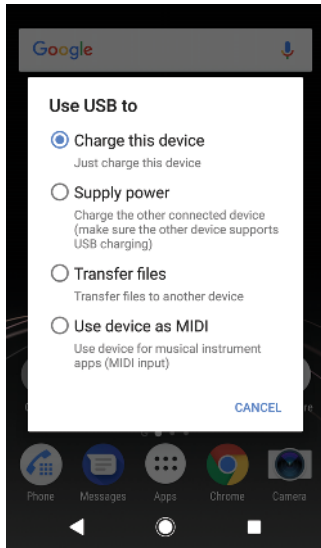 Google
Use USB to
Charge this device
Just charge this device
Supply power
Charge the other connected device
(make sure the other device supports
USB charging)
Transfer files
Transfer files to another device
Use device as MIDI
Use device for musical instrument
apps (MIDI input)
CANCEL
Phone Messages Apps Chrome Camera